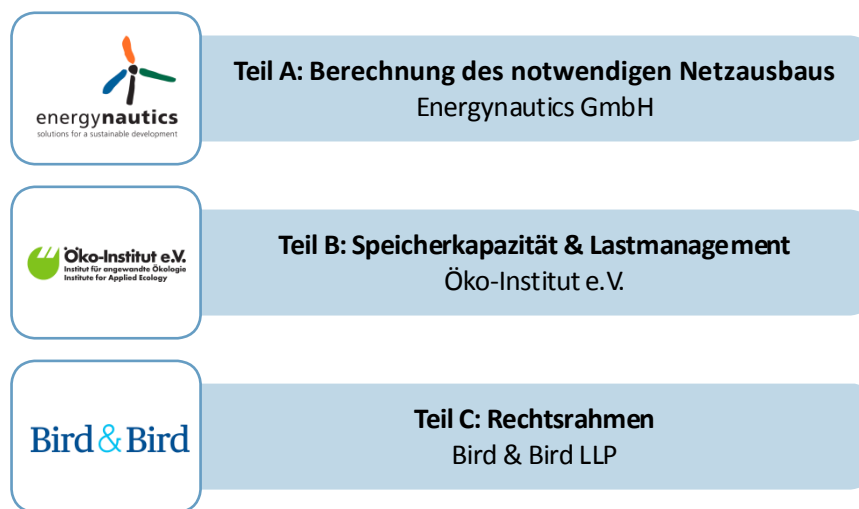 energynautics
solutions for a sustainable development
Teil A: Berechnung des notwendigen Netzausbaus
Energynautics GmbH
Öko-Institut e.V.
Institut für angewandte Ökologie
Institute for Applied Ecology
Teil B: Speicherkapazität & Lastmanagement
Öko-Institut e.V.
Bird & Bird
Teil C: Rechtsrahmen
Bird & Bird LLP